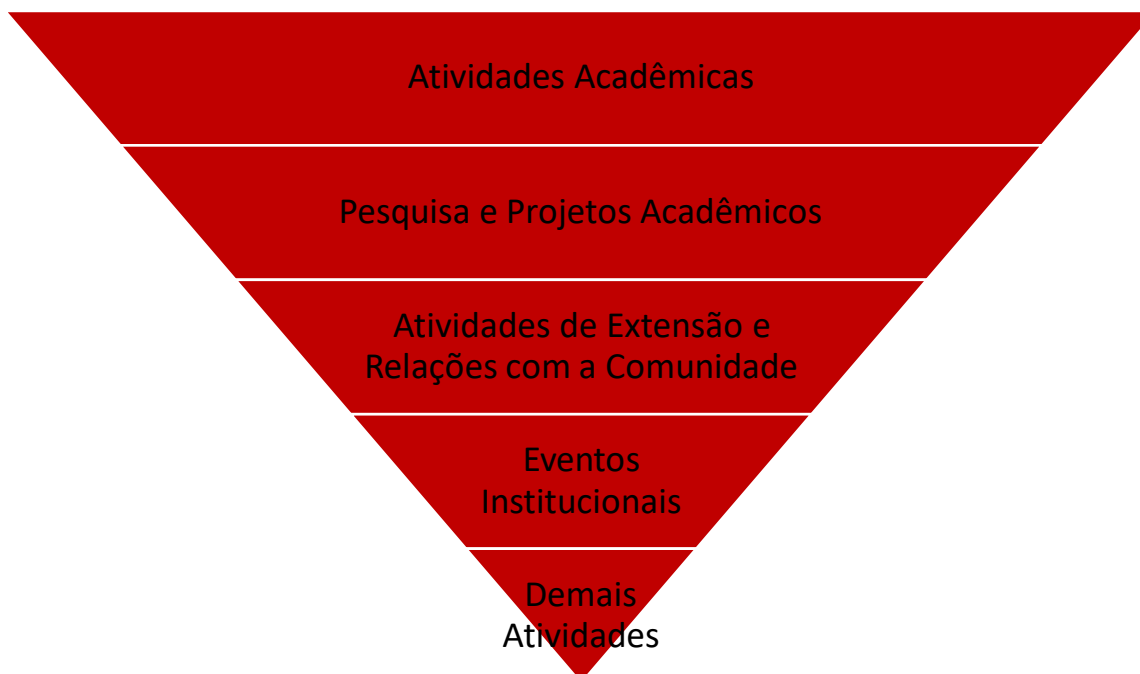 Atividades Acadêmicas
Pesquisa e Projetos Acadêmicos
Atividades de Extensão e
Relações com a Comunidade
Eventos
Institucionais
Demais
Atividades